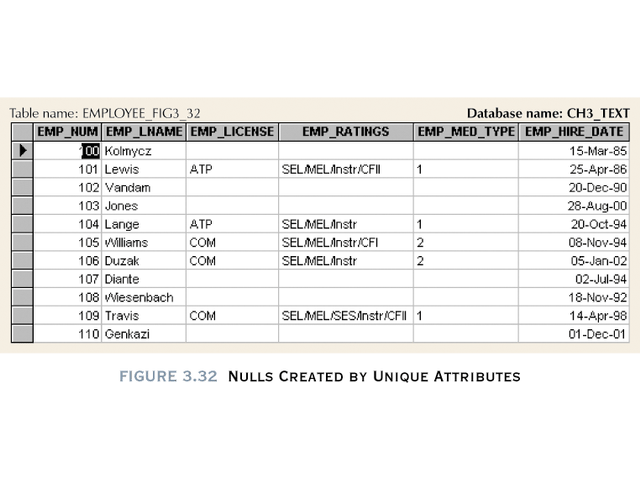 Table name: EMPLOYEE_FIG3_32 Database name: CH3_TEXT
EMP_NUM EMP_LNAME EMP_LICENSE EMP_RATINGS EMP_MED_TYPE EMP_HIRE_DATE
100 Kolmycz 15-Mar-85
101 Lewis ATP SEL/MEL/Instr/CFII 1 25-Apr-86
102 Vandam 20-Dec-90
103 Jones 28-Aug-00
104 Lange ATP SEL/MEL/Instr 1 20-Oct-94
105 Williams COM SEL/MEL/Instr/CFI 2 08-Nov-94
106 Duzak COM SEL/MEL/Instr 2 05-Jan-02
107 Diante 02-Jul-94
108 Wiesenbach 18-Nov-92
109 Travis COM SEL/MEL/SES/Instr/CFII 1 14-Apr-98
110 Genkazi 01-Dec-01
FIGURE 3.32 NULLS CREATED BY UNIQUE ATTRIBUTES